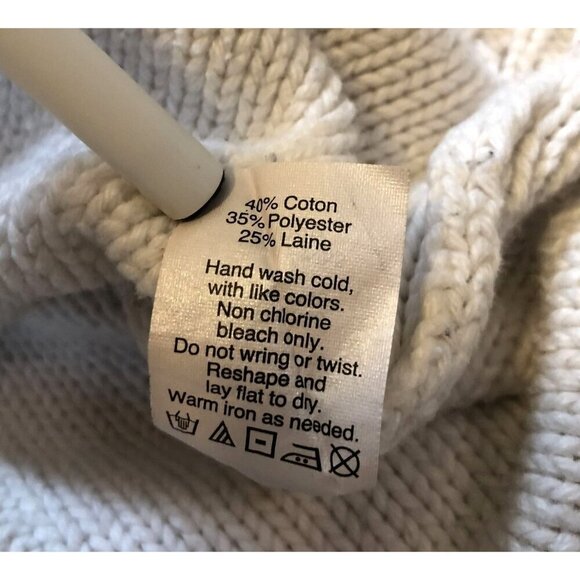 40% Coton
35% Polyester
25% Laine
Hand wash cold,
with like colors.
Non chlorine
bleach only.
Do not wring or twist.
Reshape and
lay flat to dry.
Warm iron as needed.